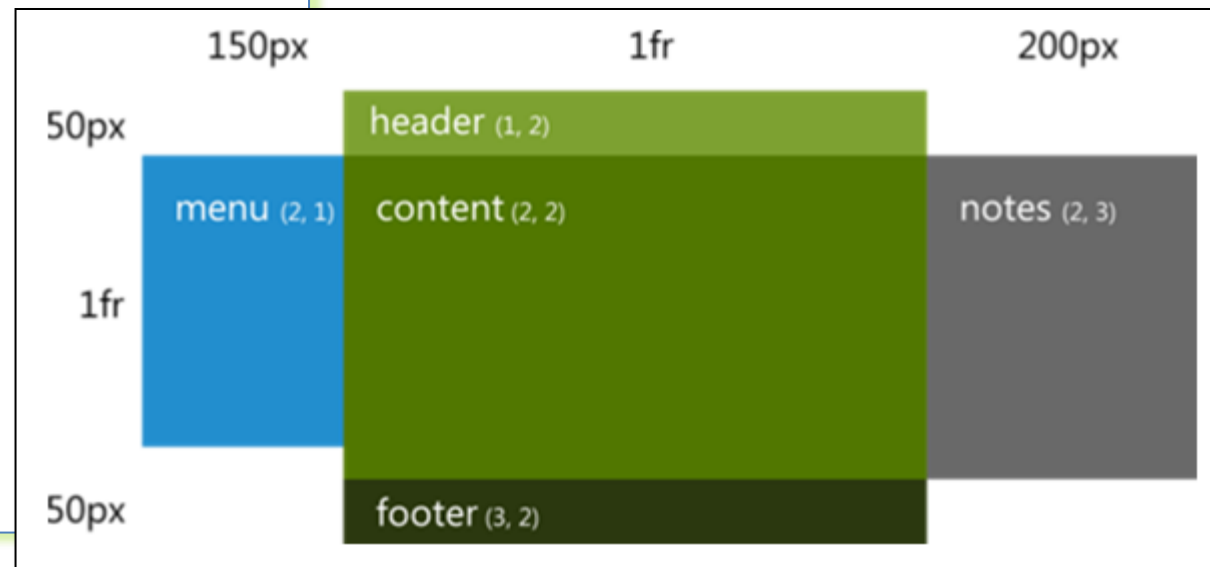 150px 1fr 200px
50px
header (1, 2)
menu (2, 1) content (2, 2) notes (2, 3)
1fr
50px
footer (3, 2)